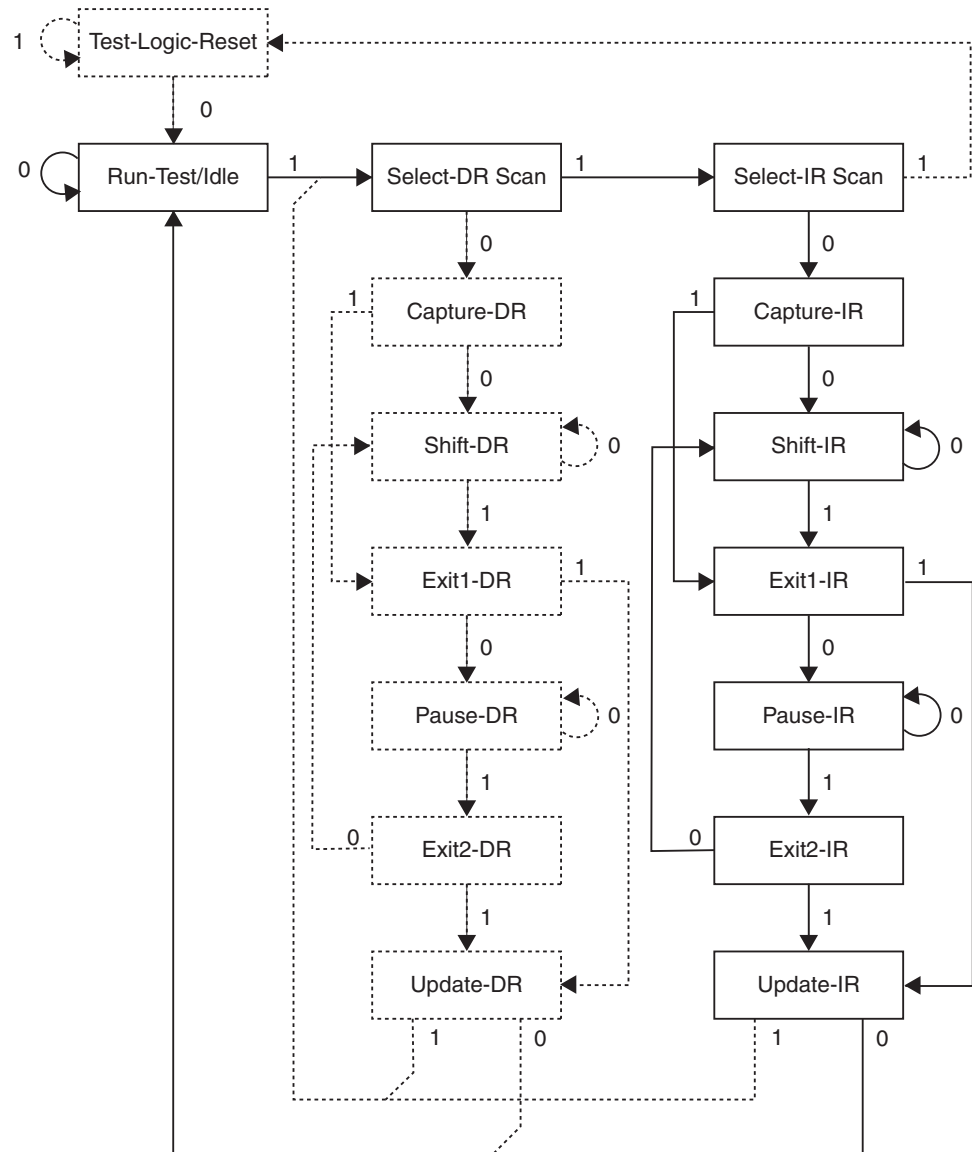 Test-Logic-Reset
1
0
Run-Test/Idle
0
1
Select-DR Scan
1
Select-IR Scan
1
0
0
Capture-DR
1
Capture-IR
1
0
0
Shift-DR
0
Shift-IR
0
1
1
Exit1-DR
1
Exit1-IR
1
0
0
Pause-DR
0
Pause-IR
0
1
1
Exit2-DR
0
Exit2-IR
0
1
1
Update-DR
Update-IR
1
0
1
0